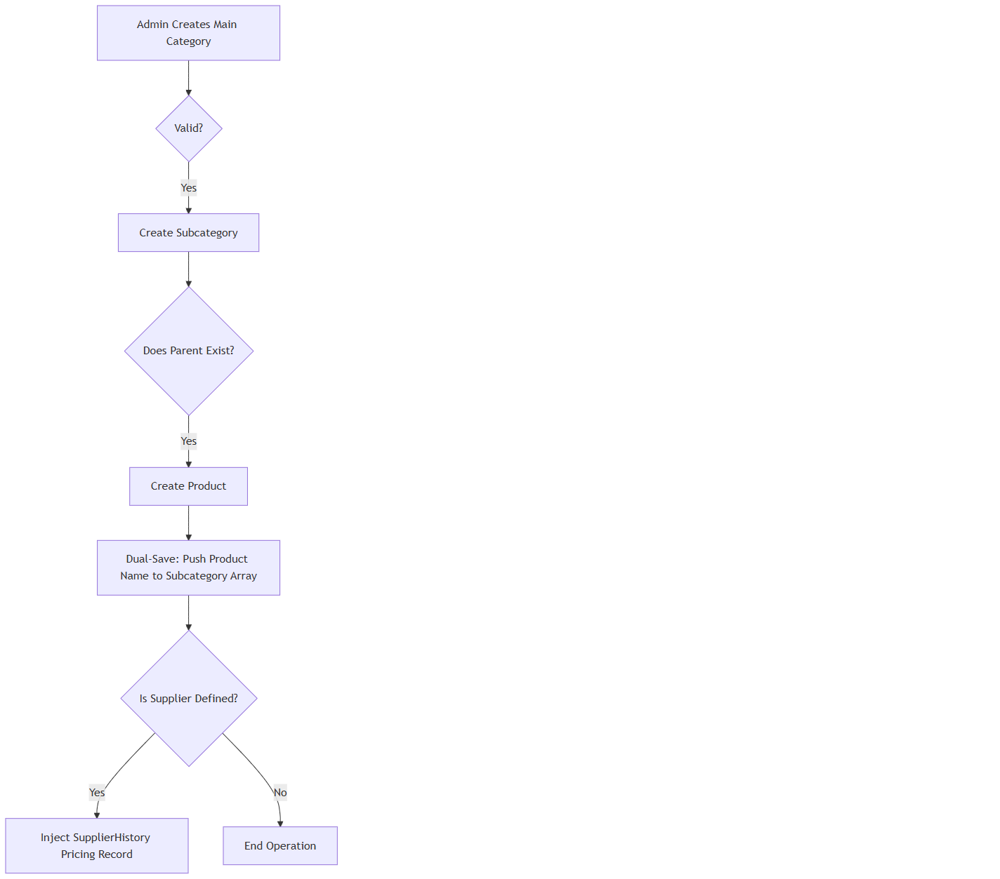 Admin Creates Main
Category
Valid?
Yes
Create Subcategory
Does Parent Exist?
Yes
Create Product
Dual-Save: Push Product
Name to Subcategory Array
Is Supplier Defined?
Yes
No
Inject SupplierHistory
Pricing Record
End Operation